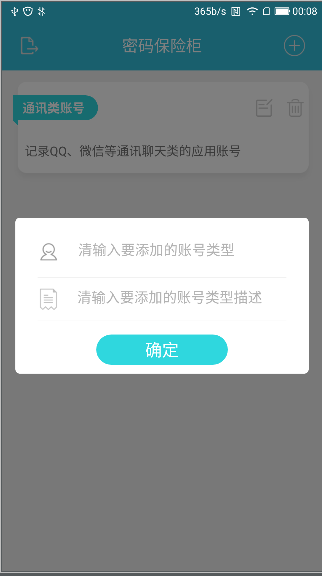 365b/s 00:08
密码保险柜
通讯类账号
记录QQ、微信等通讯聊天类的应用账号
请输入要添加的账号类型
请输入要添加的账号类型描述
确定